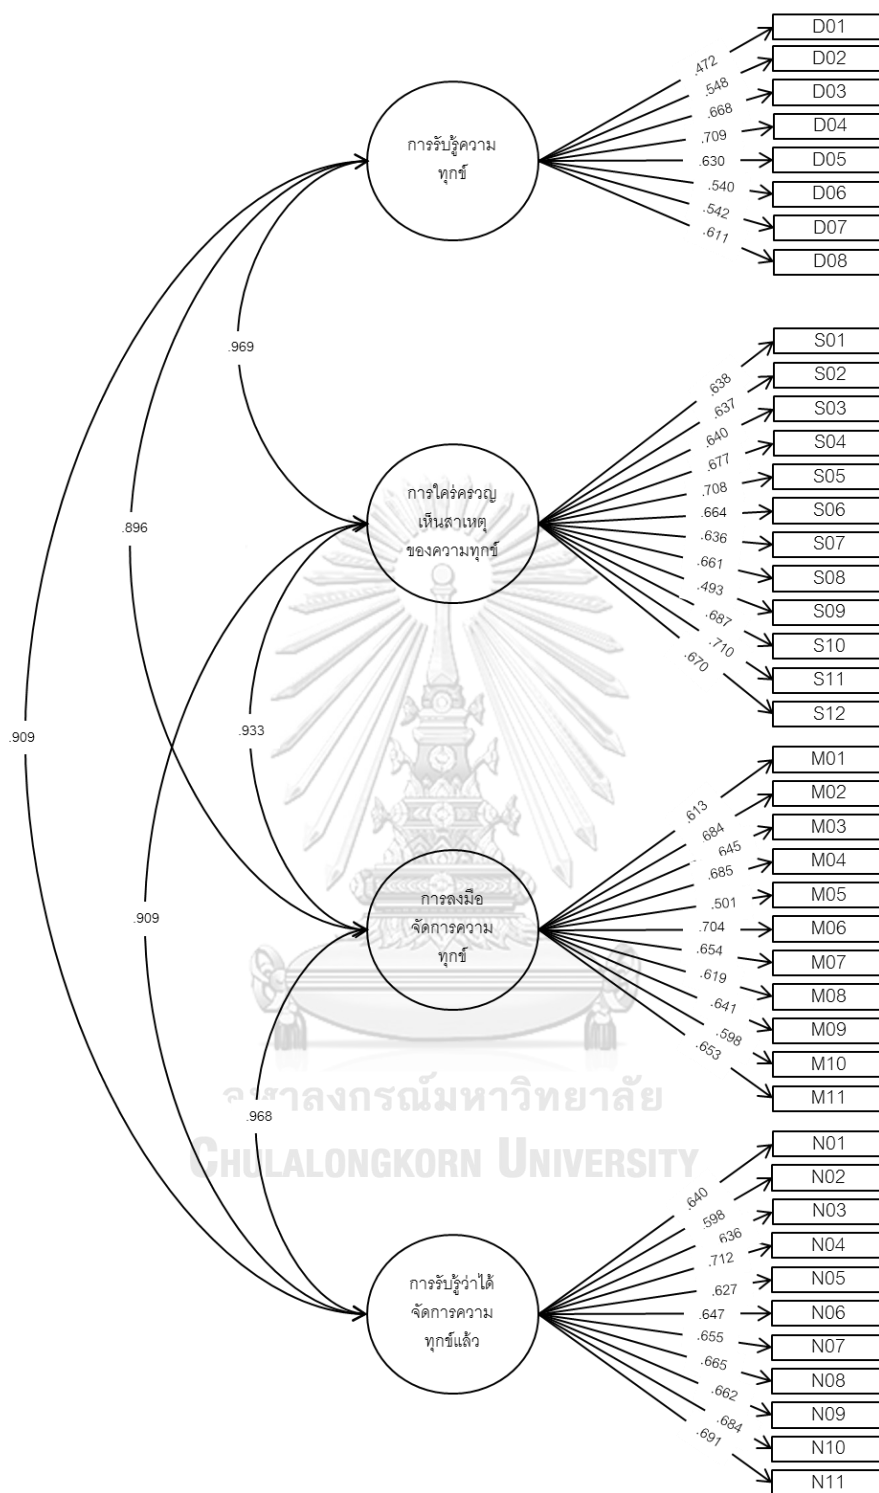 D01
D02
D03
D04
D05
D06
D07
D08
.472
.548
.668
.709
.630
.540
.542
.611
การรับรู้ความ
ทุกข์
.969
.896
.909
S01
S02
S03
S04
S05
S06
S07
S08
S09
S10
S11
S12
.638
.637
.640
.677
.708
.664
.636
.661
.493
.687
.710
.670
การใคร่ครวญ
เห็นสาเหตุ
ของความทุกข์
.933
.909
M01
M02
M03
M04
M05
M06
M07
M08
M09
M10
M11
.613
.684
.645
.685
.501
.704
.654
.619
.641
.598
.653
การลงมือ
จัดการความ
ทุกข์
.968
จุฬาลงกรณ์มหาวิทยาลัย
CHULALONGKORN UNIVERSITY
N01
N02
N03
N04
N05
N06
N07
N08
N09
N10
N11
.640
.598
.636
.712
.627
.647
.655
.665
.662
.684
.691
การรับรู้ว่าได้
จัดการความ
ทุกข์แล้ว